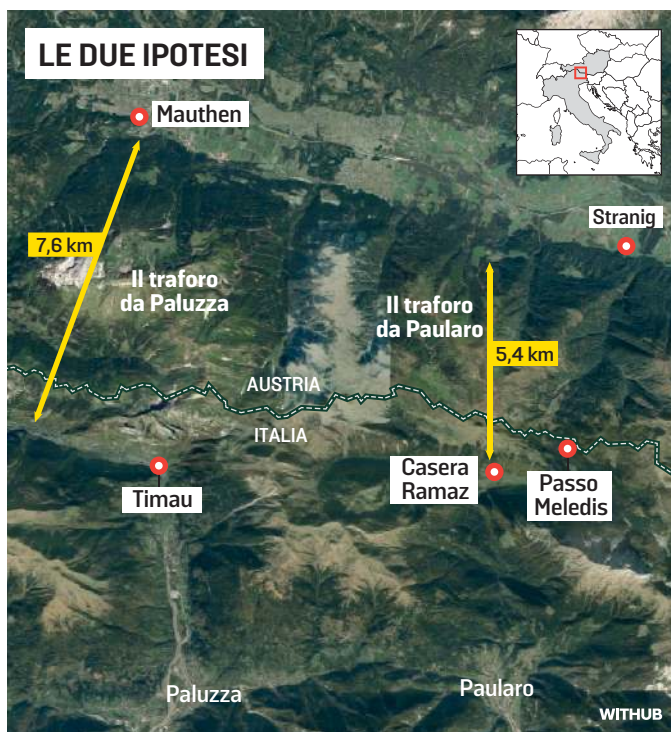 LE DUE IPOTESI
Mauthen
Stranig
7,6 km
Il traforo
da Paluzza
Il traforo
da Paularo
5,4 km
AUSTRIA
ITALIA
Timau
Casera
Ramaz
Passo
Meledis
Paluzza
Paularo
WITHUB